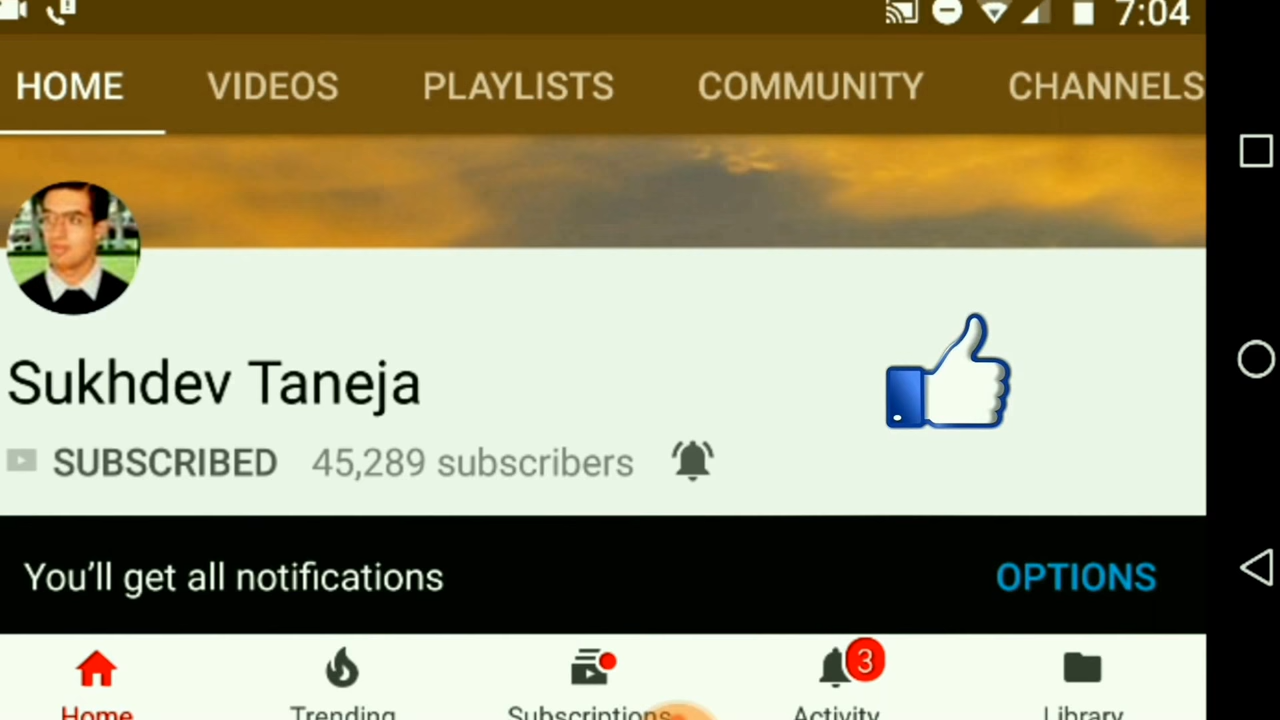 7:04
HOME VIDEOS PLAYLISTS COMMUNITY CHANNELS
Sukhdev Taneja
SUBSCRIBED 45,289 subscribers
You’ll get all notifications OPTIONS
3
Home Trending Subscriptions Activity Library